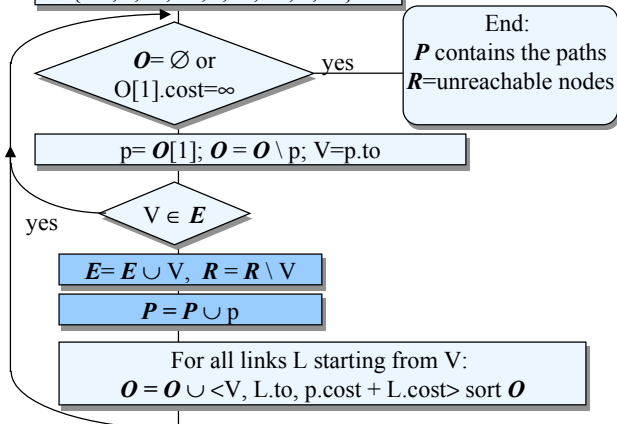 O= ∅ or
O[1].cost=∞
yes
End:
P contains the paths
R=unreachable nodes
p= O[1]; O = O \ p; V=p.to
V ∈ E
yes
E= E ∪ V, R = R \ V
P = P ∪ p
For all links L starting from V:
O = O ∪ <V, L.to, p.cost + L.cost> sort O